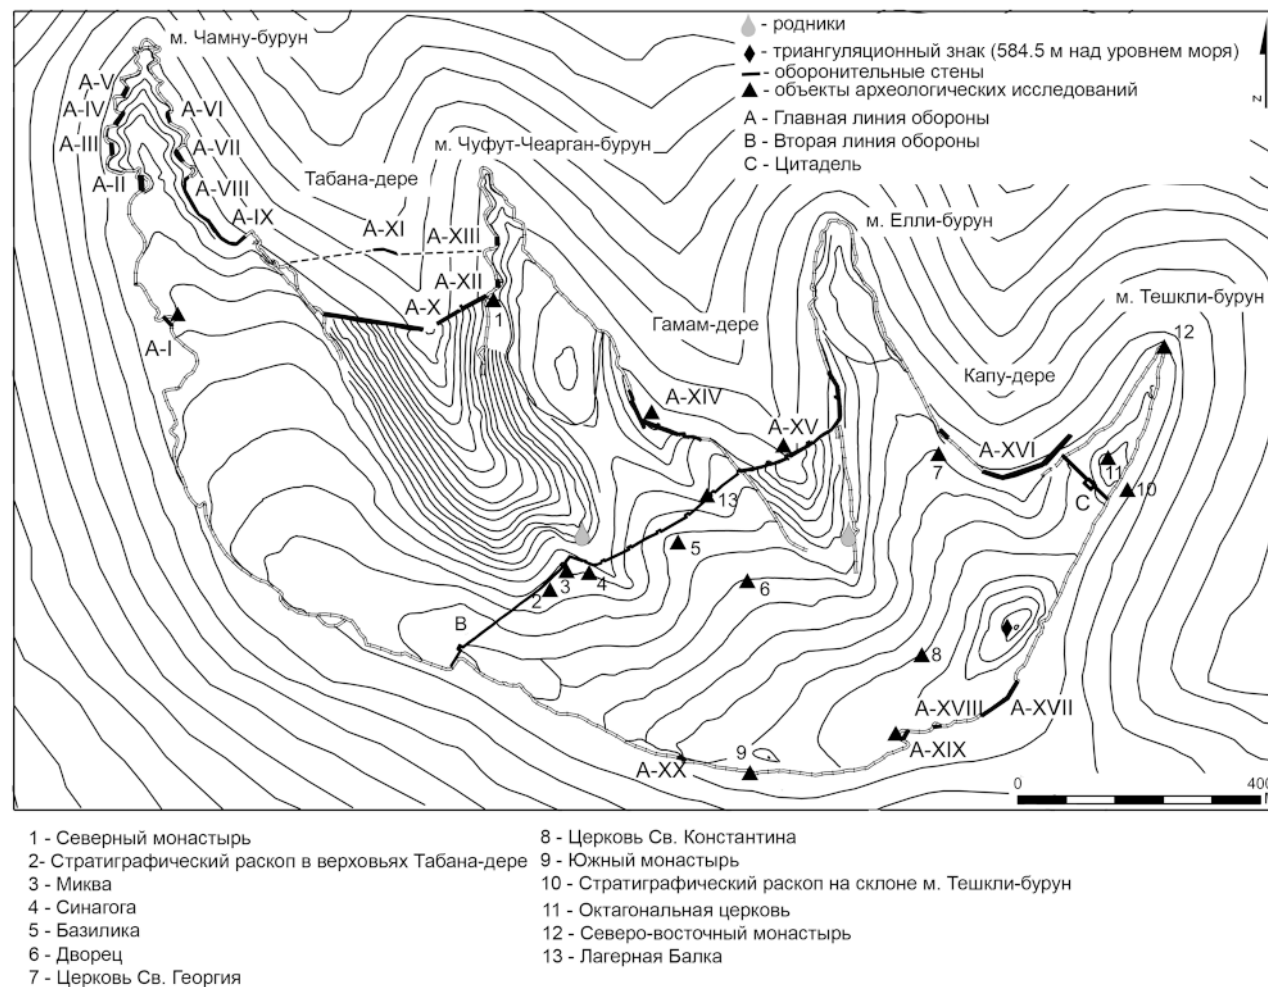 м. Чамну-бурун
- родники
- триангуляционный знак (584.5 м над уровнем моря)
- оборонительные стены
- объекты археологических исследований
А - Главная линия обороны
В - Вторая линия обороны
С - Цитадель
N
A-V
A-IV
A-III
A-II
A-VI
A-VII
A-VIII
A-IX
Табана-дере
м. Чуфут-Чеарган-бурун
A-XI
A-XIII
A-XII
A-X
1
A-I
м. Елли-бурун
м. Тешкли-бурун
12
Гамам-дере
Капу-дере
A-XIV
A-XV
A-XVI
7
11
10
C
13
5
6
3
4
2
B
8
A-XVIII
A-XVII
A-XIX
A-XX
9
0
400
1 - Северный монастырь
2- Стратиграфический раскоп в верховьях Табана-дере
3 - Миква
4 - Синагога
5 - Базилика
6 - Дворец
7 - Церковь Св. Георгия
8 - Церковь Св. Константина
9 - Южный монастырь
10 - Стратиграфический раскоп на склоне м. Тешкли-бурун
11 - Октагональная церковь
12 - Северо-восточный монастырь
13 - Лагерная Балка